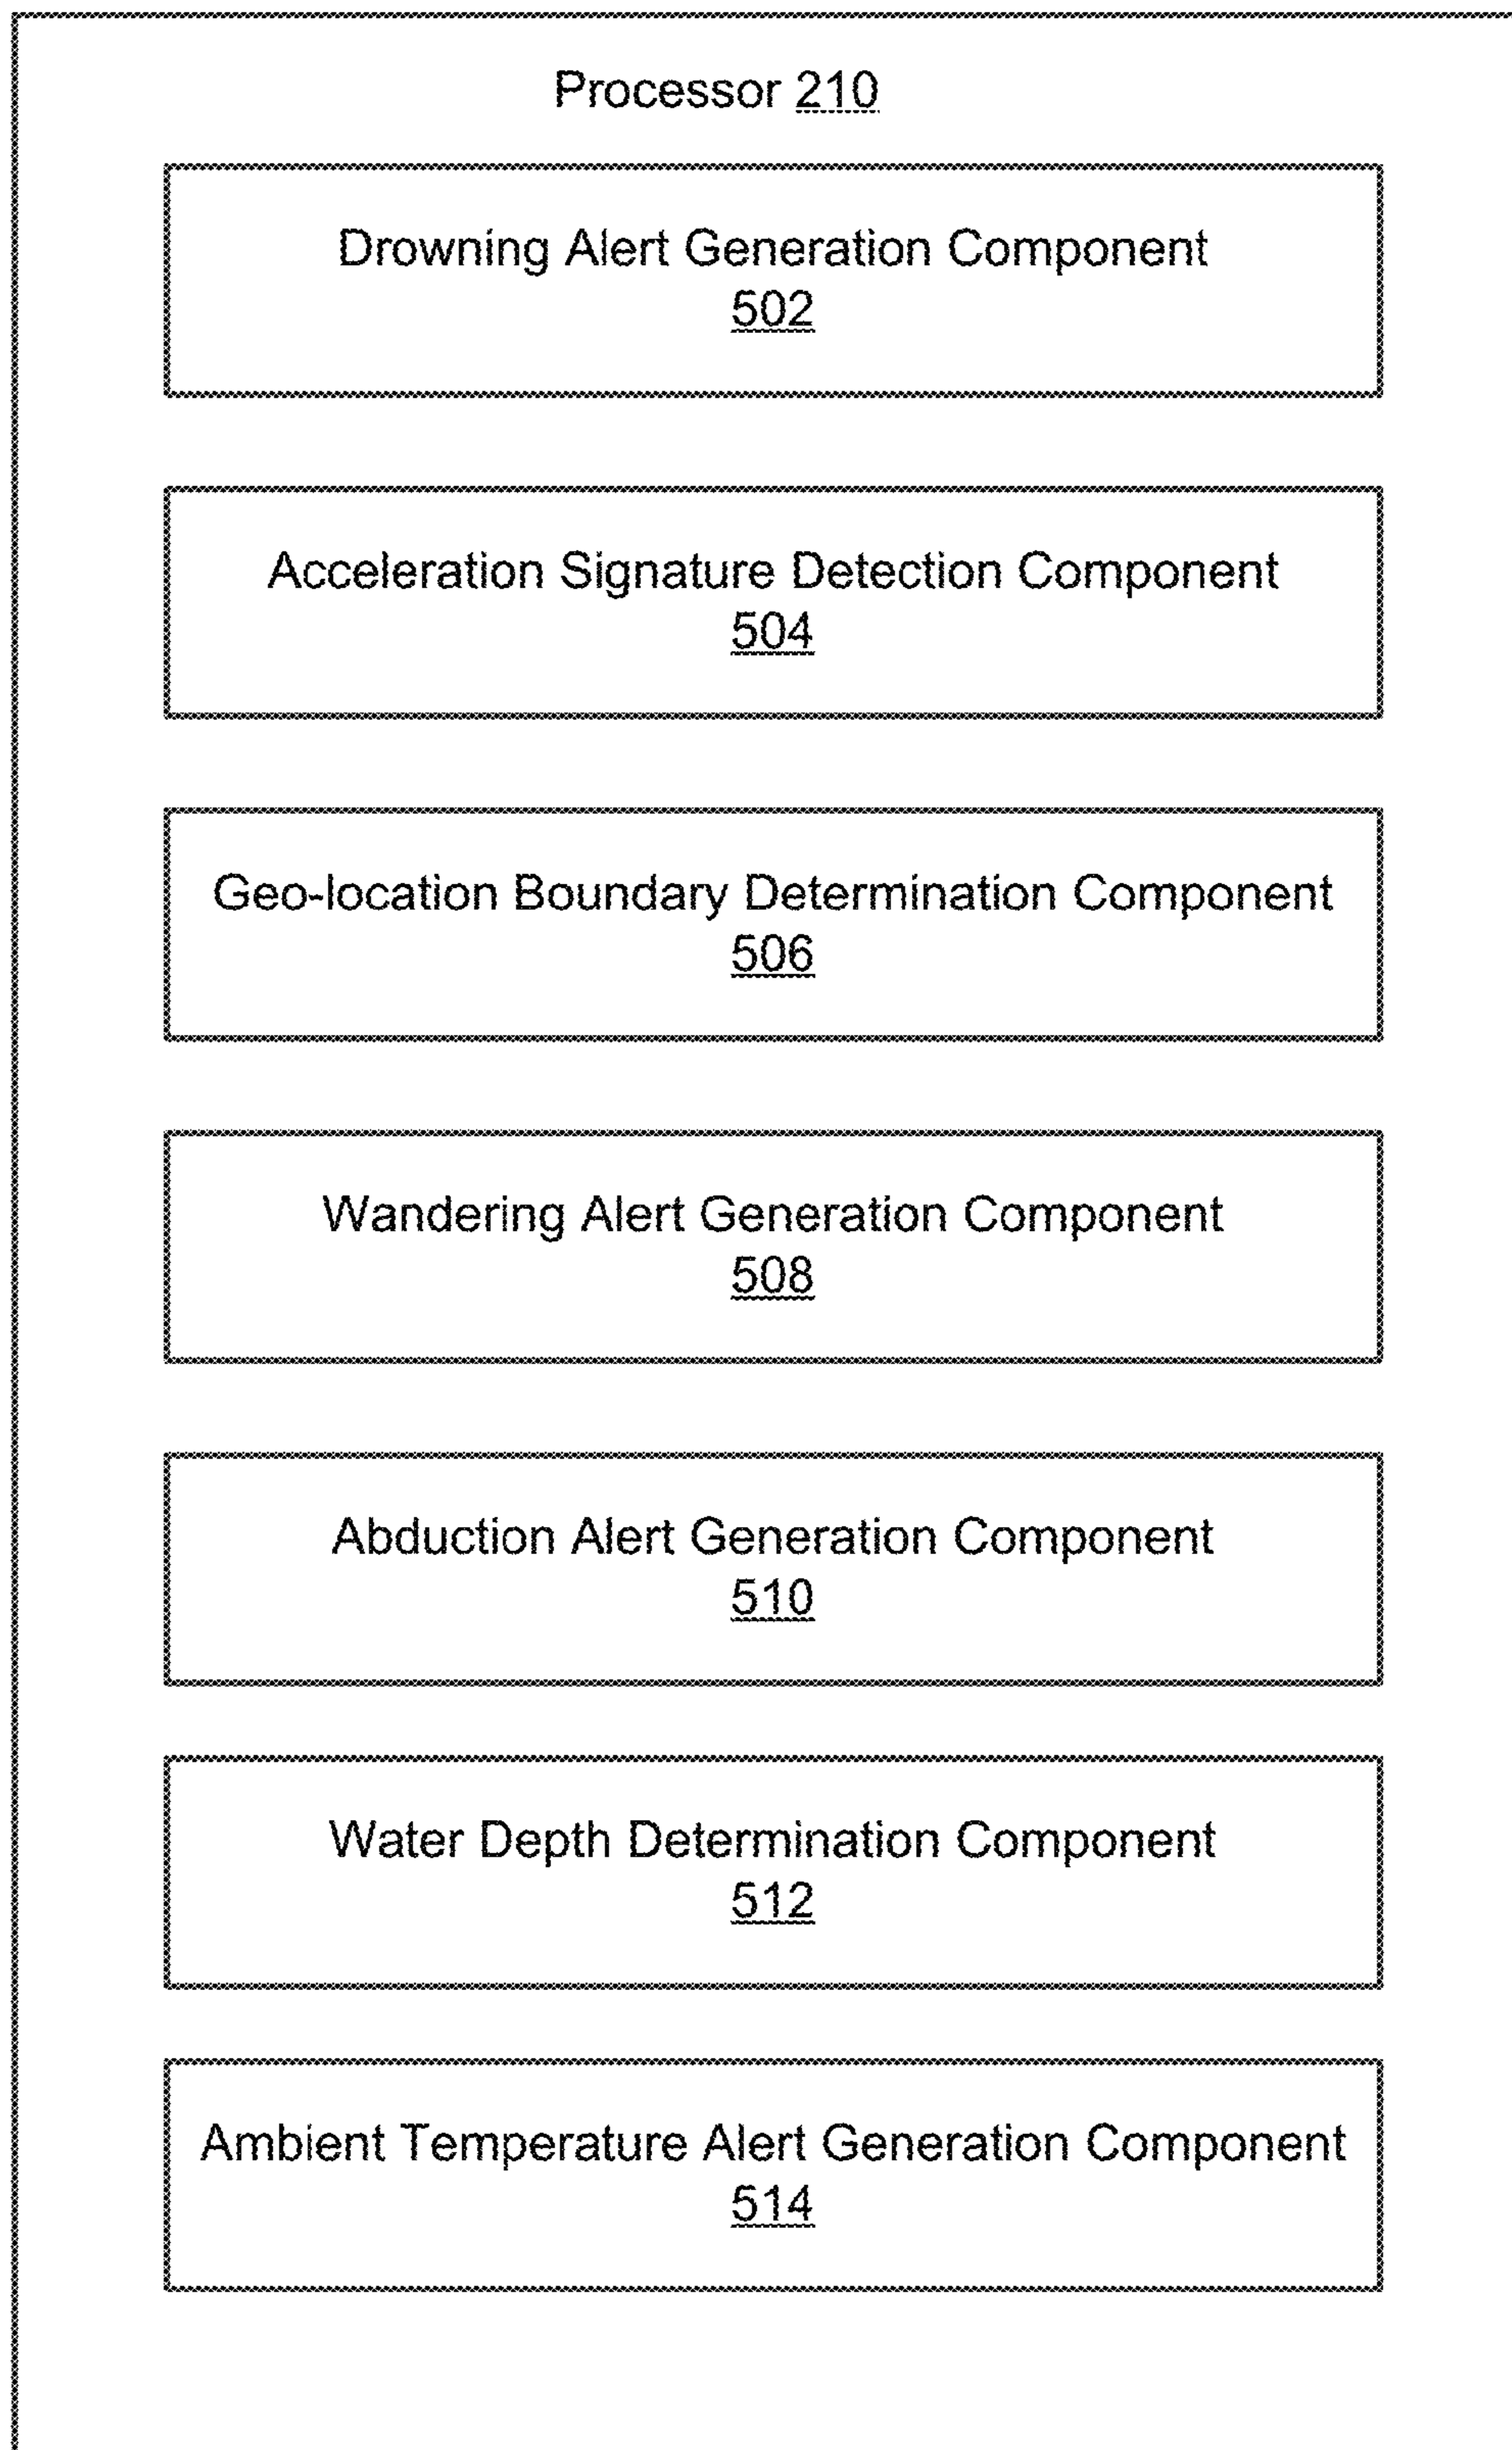 Processor 210
Drowning Alert Generation Component
502
Acceleration Signature Detection Component
504
Geo-location Boundary Determination Component
506
Wandering Alert Generation Component
508
Abduction Alert Generation Component
510
Water Depth Determination Component
512
Ambient Temperature Alert Generation Component
514